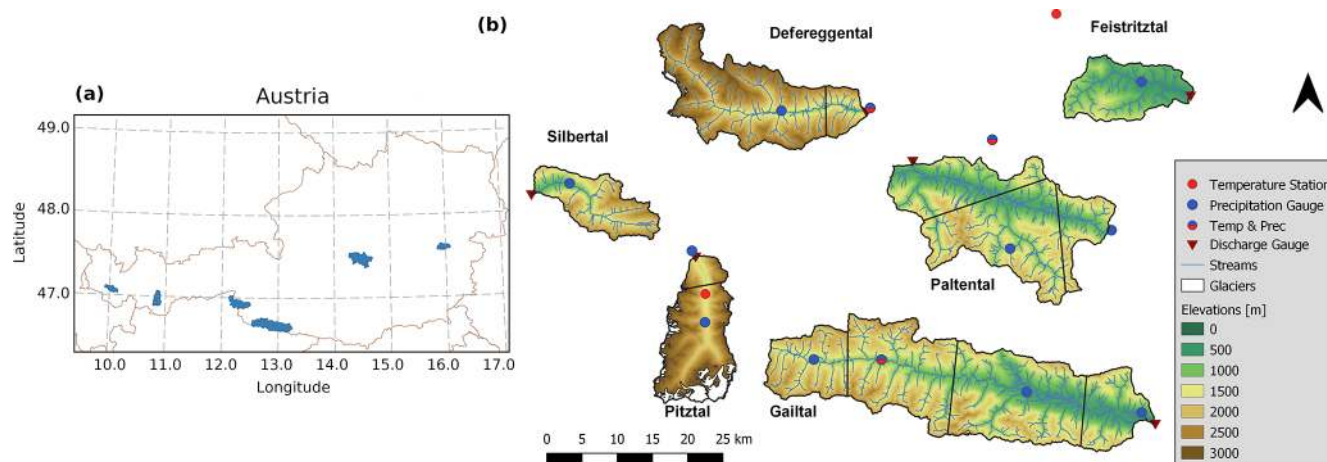 (a)
Austria
49.0
48.0
47.0
Latitude
10.0 11.0 12.0 13.0 14.0 15.0 16.0 17.0
Longitude
(b)
Defereggental
Feistritztal
Silbertal
Paltental
Pitztal
Gailtal
0 5 10 15 20 25 km
Temperature Station
Precipitation Gauge
Temp & Prec
Discharge Gauge
Streams
Glaciers
Elevations [m]
0
500
1000
1500
2000
2500
3000